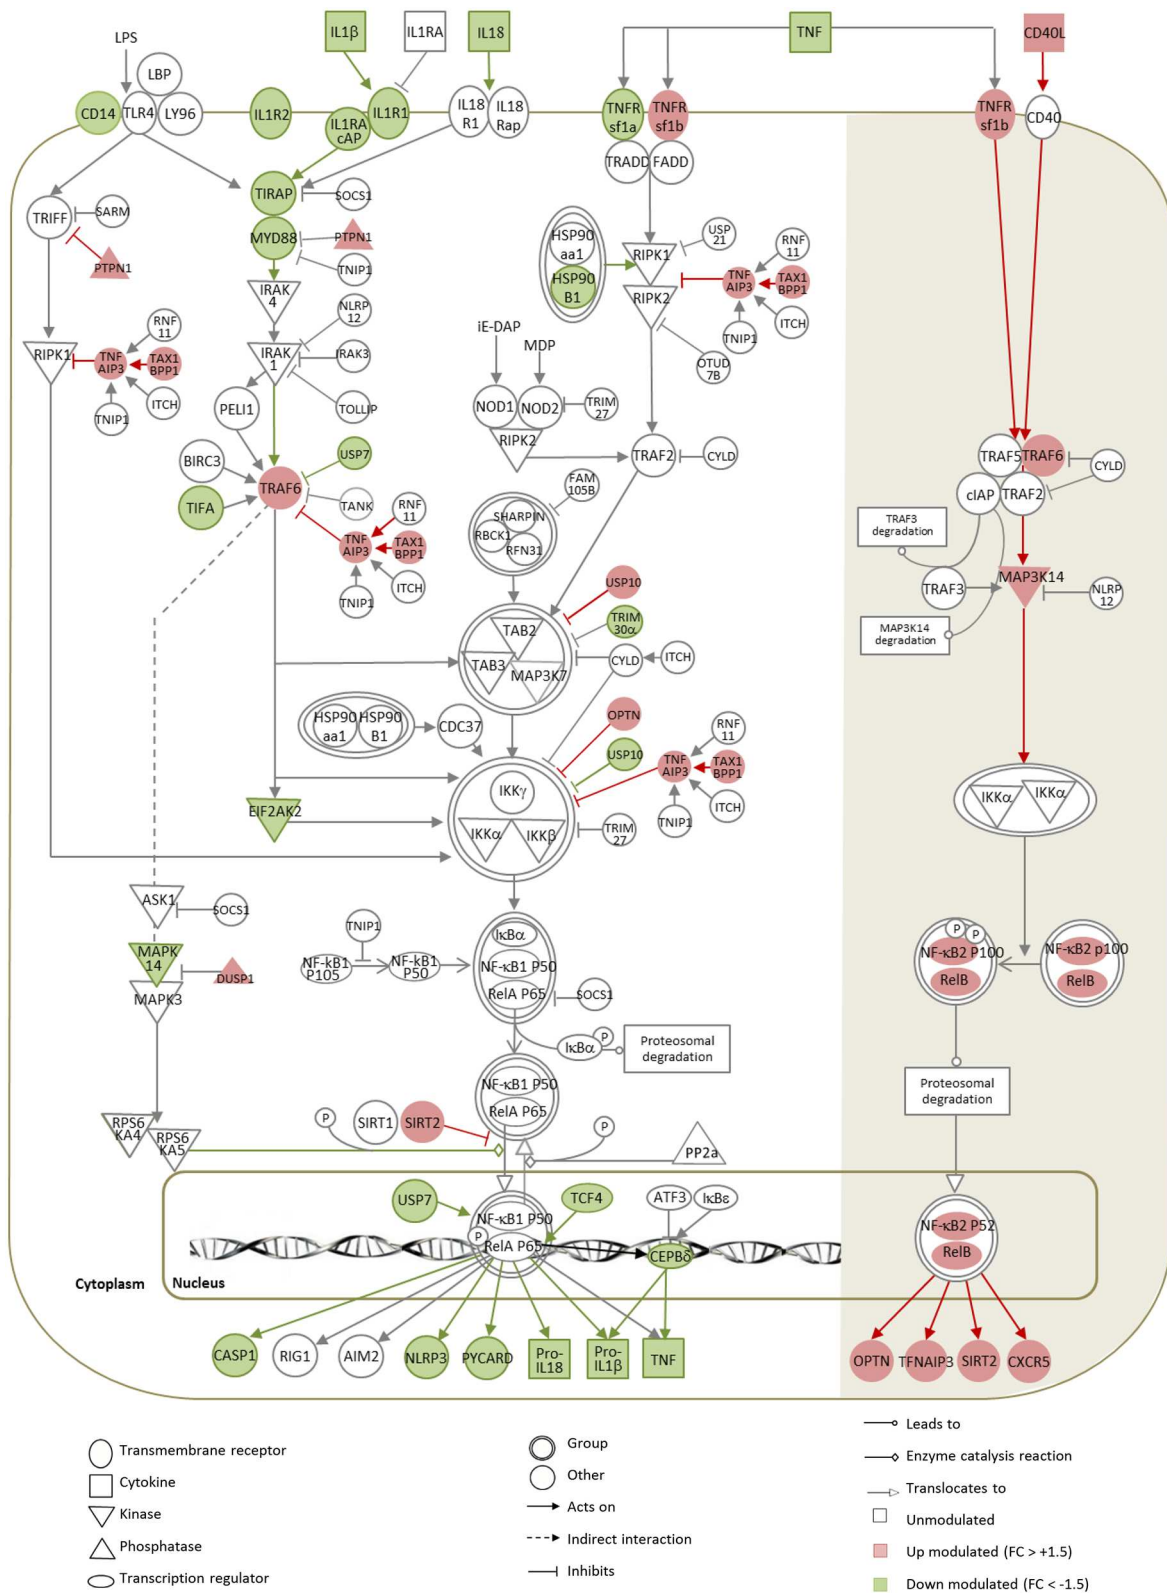 IL1β
IL1RA
IL18
TNF
CD40L
LPS
LBP
CD14
TLR4
LY96
IL1R2
IL1RA
cAP
IL1R1
IL18
R1
IL18
Rap
TNFR
sf1a
TNFR
sf1b
TNFR
sf1b
CD40
TRADD
FADD
TRIFF
SARM
PTPN1
TIRAP
SOCS1
MYD88
PTPN1
TNIP1
IRAK
4
HSP90
aa1
HSP90
B1
RIPK1
USP
21
RIPK2
TNF
AIP3
RNF
11
TAX1
BPP1
ITCH
TNIP1
OTUD
7B
RIPK1
TNF
AIP3
RNF
11
TAX1
BPP1
ITCH
TNIP1
NLRP
12
IRAK
1
IRAK3
TOLLIP
PELI1
iE-DAP
MDP
NOD1
NOD2
TRIM
27
RIPK2
TRAF2
CYLD
BIRC3
USP7
TRAF6
TIFA
TANK
TNF
AIP3
RNF
11
TAX1
BPP1
ITCH
TNIP1
FAM
105B
SHARPIN
RBCK1
RFN31
TRAF5
TRAF6
CYLD
cIAP
TRAF2
TRAF3
degradation
TRAF3
MAP3K14
NLRP
12
MAP3K14
degradation
USP10
TAB2
TRIM
30α
TAB3
MAP3K7
CYLD
ITCH
HSP90
aa1
HSP90
B1
CDC37
OPTN
USP10
TNF
AIP3
RNF
11
TAX1
BPP1
ITCH
TNIP1
EIF2AK2
IKKγ
IKKα
IKKβ
TRIM
27
IKKα
IKKα
ASK1
SOCS1
MAPK
14
DUSP1
MAPK3
TNIP1
NF-kB1
P105
NF-kB1
P50
IκBα
NF-κB1 P50
RelA P65
SOCS1
P
P
NF-κB2 P100
RelB
NF-κB2 p100
RelB
IκBα
P
Proteosomal
degradation
NF-κB1 P50
RelA P65
Proteosomal
degradation
RPS6
KA4
RPS6
KA5
P
SIRT1
SIRT2
P
PP2a
USP7
TCF4
ATF3
IκBε
NF-κB1 P50
P
RelA P65
CEPBδ
NF-κB2 P52
RelB
Cytoplasm
Nucleus
CASP1
RIG1
AIM2
NLRP3
PYCARD
Pro-
IL18
Pro-
IL1β
TNF
OPTN
TFNAIP3
SIRT2
CXCR5
Transmembrane receptor
Cytokine
Kinase
Phosphatase
Transcription regulator
Group
Other
Acts on
Indirect interaction
Inhibits
Leads to
Enzyme catalysis reaction
Translocates to
Unmodulated
Up modulated (FC > +1.5)
Down modulated (FC < -1.5)